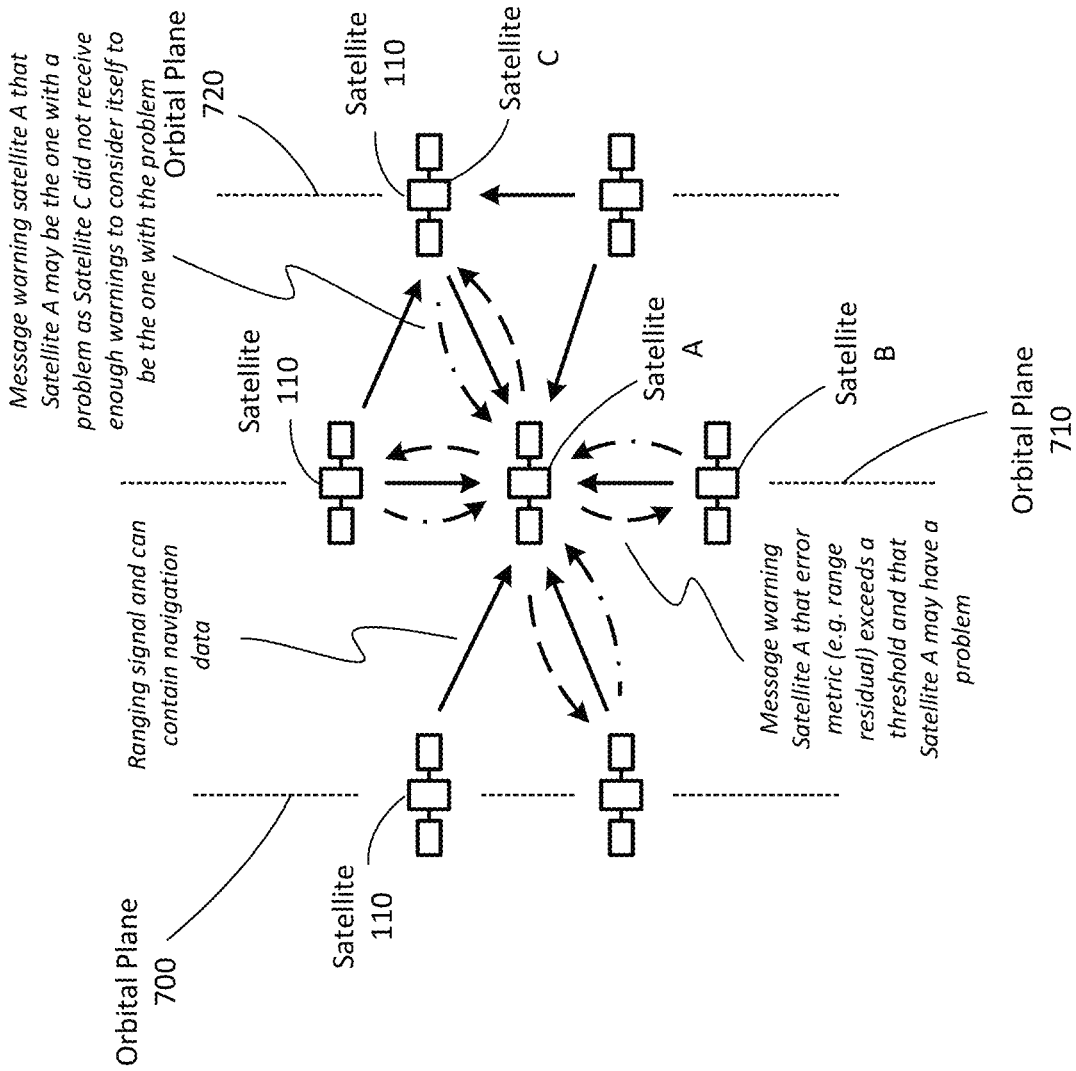 Orbital Plane
700
Satellite
110
Ranging signal and can
contain navigation
data
Satellite
110
Message warning satellite A that
Satellite A may be the one with a
problem as Satellite C did not receive
enough warnings to consider itself to
be the one with the problem
Orbital Plane
720
Satellite
110
Satellite
C
Satellite
A
Satellite
B
Message warning
Satellite A that error
metric (e.g. range
residual) exceeds a
threshold and that
Satellite A may have a
problem
Orbital Plane
710